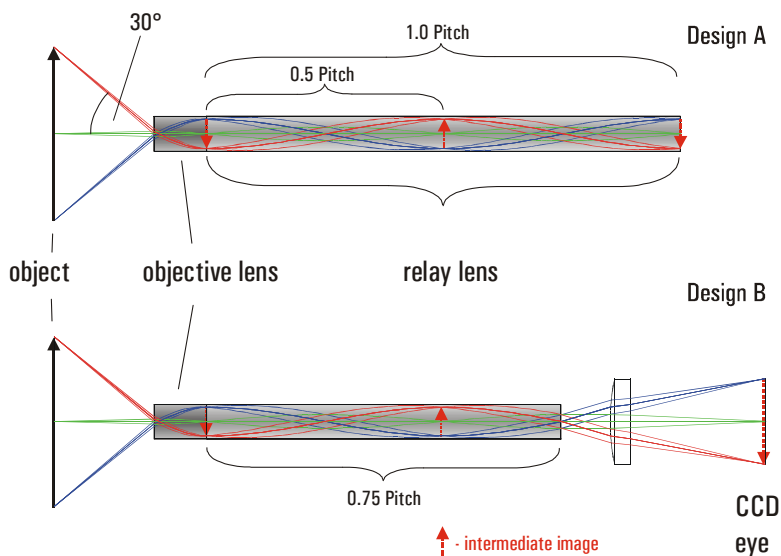 30°
1.0 Pitch
Design A
0.5 Pitch
object
objective lens
relay lens
Design B
0.75 Pitch
CCD
eye
- intermediate image